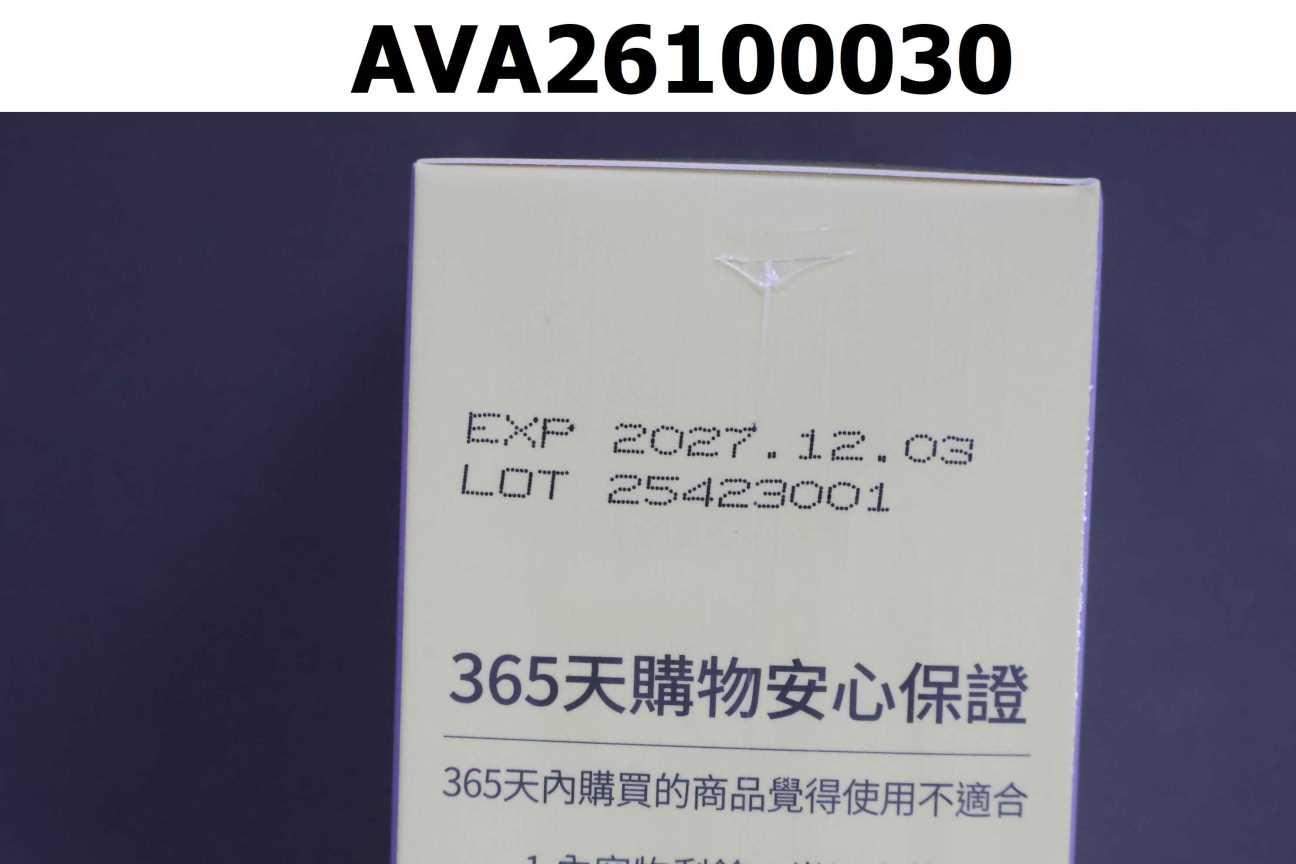 AVA26100030
EXP 2027.12.03
LOT 25423001
365天購物安心保證
365天內購買的商品覺得使用不適合